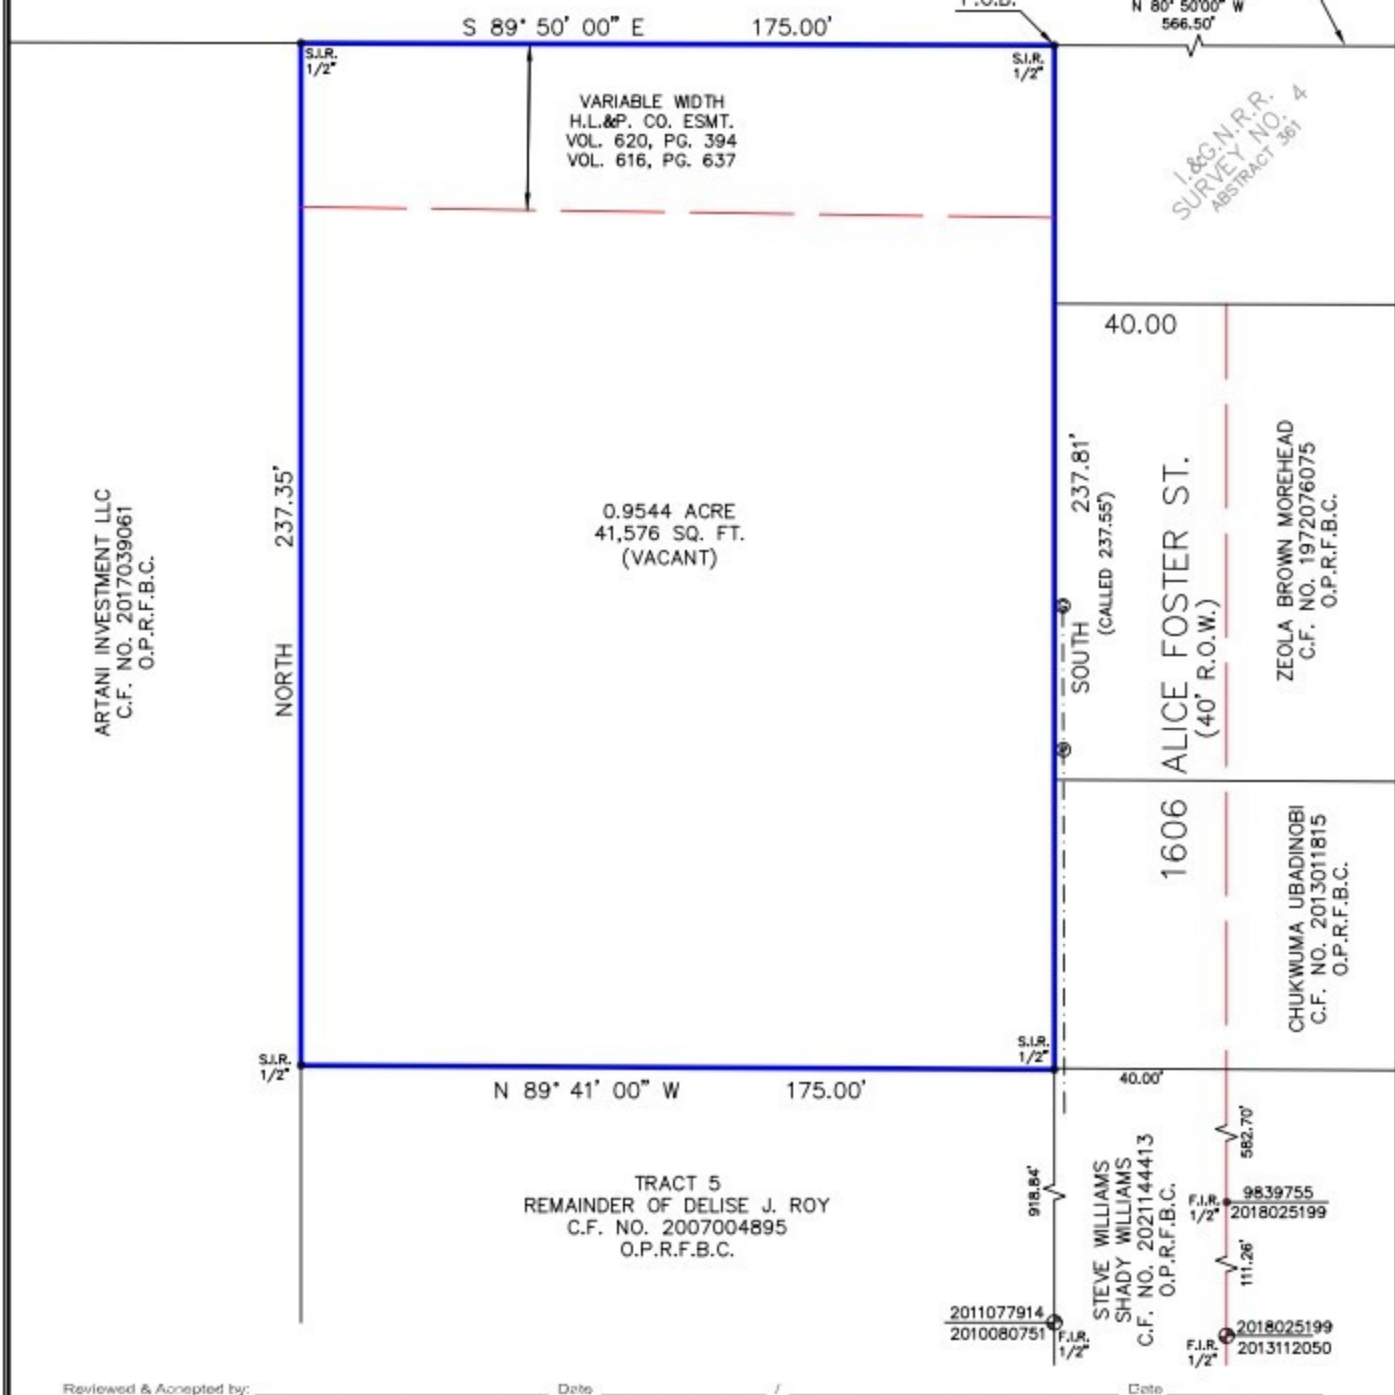 P.O.B.
N 80° 50'00" W
566.50'
S 89° 50' 00" E 175.00'
S.I.R.
1/2"
S.I.R.
1/2"
VARIABLE WIDTH
H.L.&P. CO. ESMT.
VOL. 620, PG. 394
VOL. 616, PG. 637
I.&G.N.R.R.
SURVEY NO. 4
ABSTRACT 361
40.00
ARTANI INVESTMENT LLC
C.F. NO. 2017039061
O.P.R.F.B.C.
NORTH 237.35'
0.9544 ACRE
41,576 SQ. FT.
(VACANT)
SOUTH 237.81'
(CALLED 237.55')
1606 ALICE FOSTER ST.
(40' R.O.W.)
ZEOLA BROWN MOREHEAD
C.F. NO. 1972076075
O.P.R.F.B.C.
CHUKWUMA UBADINOBI
C.F. NO. 2013011815
O.P.R.F.B.C.
S.I.R.
1/2"
S.I.R.
1/2"
N 89° 41' 00" W 175.00'
40.00'
TRACT 5
REMAINDER OF DELISE J. ROY
C.F. NO. 2007004895
O.P.R.F.B.C.
918.84'
STEVE WILLIAMS
SHADY WILLIAMS
C.F. NO. 2021144413
O.P.R.F.B.C.
582.70'
F.I.R.
1/2"
9839755
2018025199
111.26'
2011077914
2010080751
F.I.R.
1/2"
F.I.R.
1/2"
2018025199
2013112050
Reviewed & Accepted by: Date / Date